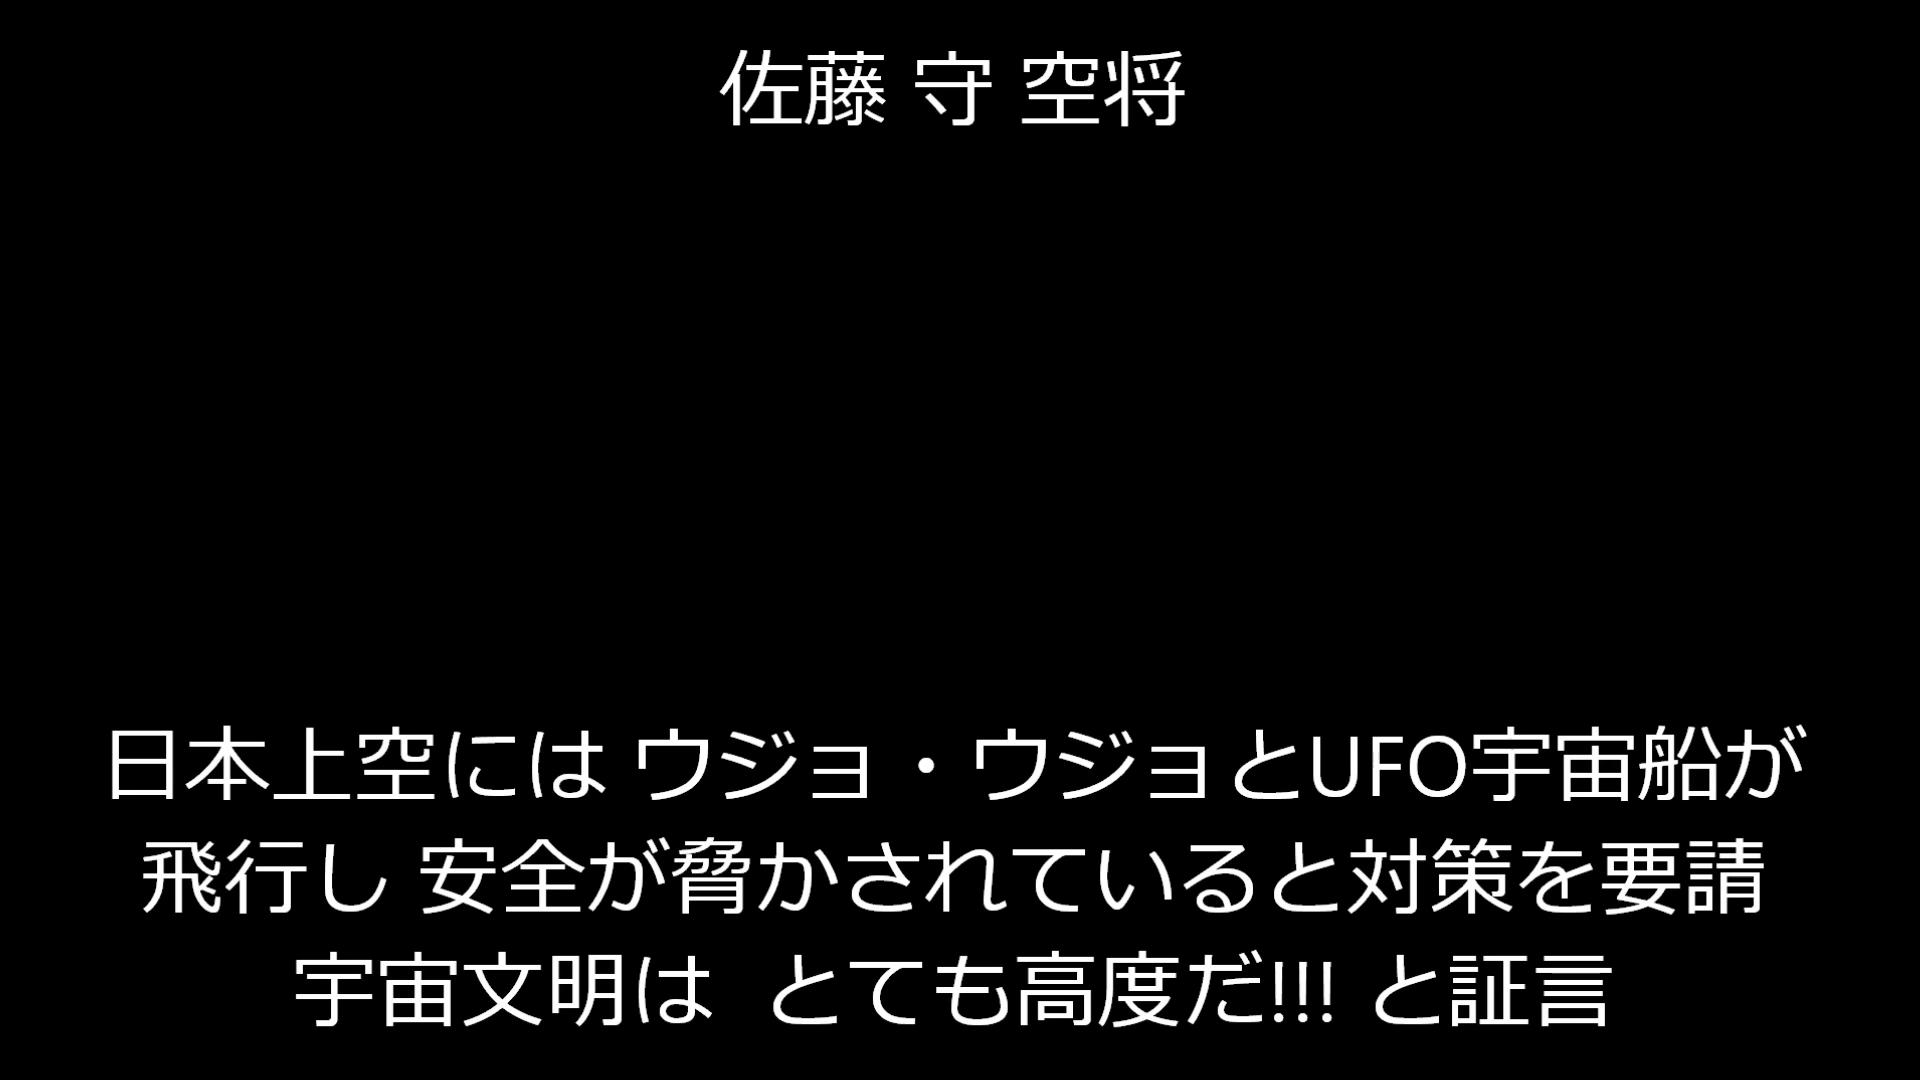 佐藤 守 空将
日本上空には ウジョ・ウジョとUFO宇宙船が
飛行し 安全が脅かされていると対策を要請
宇宙文明は とても高度だ!!! と証言